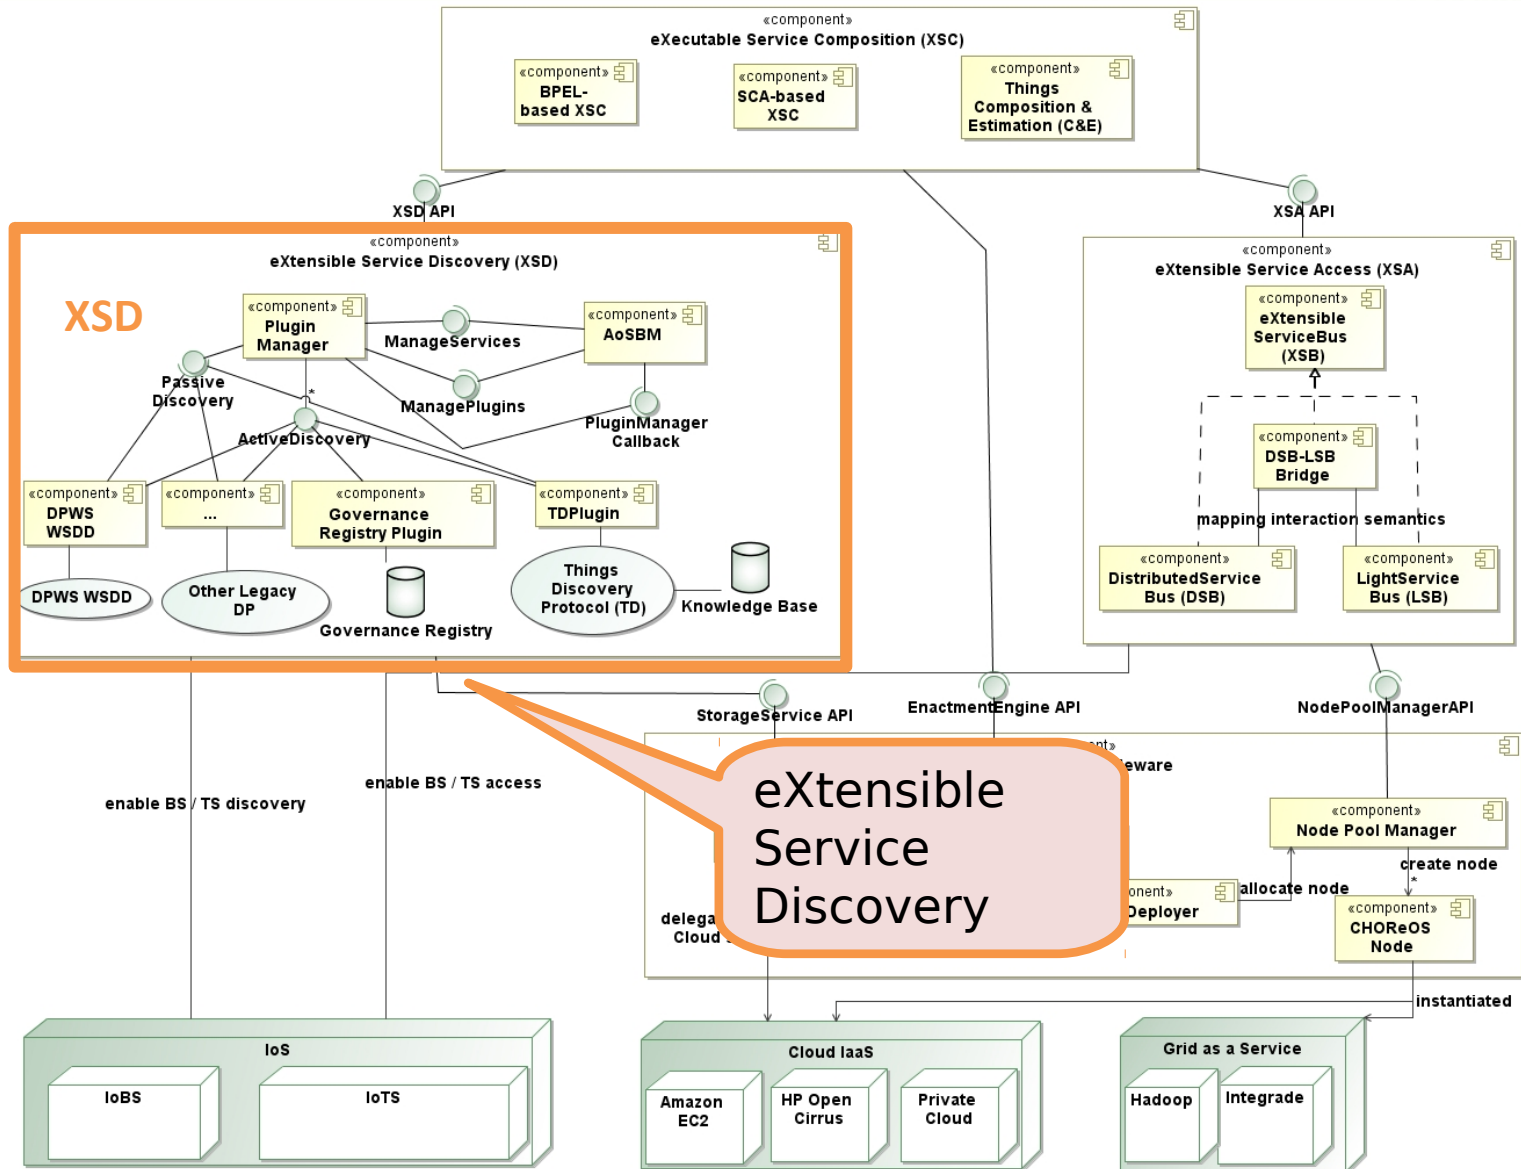 «component»
eXecutable Service Composition (XSC)
«component»
BPEL-
based XSC
«component»
SCA-based
XSC
«component»
Things
Composition &
Estimation (C&E)
XSD API
XSA API
«component»
eXtensible Service Discovery (XSD)
XSD
«component»
Plugin
Manager
ManageServices
«component»
AoSBM
Passive
Discovery
*
ManagePlugins
PluginManager
Callback
ActiveDiscovery
«component»
DPWS
WSDD
«component»
...
«component»
Governance
Registry Plugin
«component»
TDPlugin
DPWS WSDD
Other Legacy
DP
Governance Registry
Things
Discovery
Protocol (TD)
Knowledge Base
«component»
eXtensible Service Access (XSA)
«component»
eXtensible
ServiceBus
(XSB)
«component»
DSB-LSB
Bridge
mapping interaction semantics
«component»
DistributedService
Bus (DSB)
«component»
LightService
Bus (LSB)
StorageService API
EnactmentEngine API
NodePoolManagerAPI
enable BS / TS discovery
enable BS / TS access
eXtensible
Service
Discovery
«component»
Node Pool Manager
create node
*
allocate node
Deployer
«component»
CHOReOS
Node
Cloud
instantiated
IoS
IoBS
IoTS
Cloud IaaS
Amazon
EC2
HP Open
Cirrus
Private
Cloud
Grid as a Service
Hadoop
Integrade